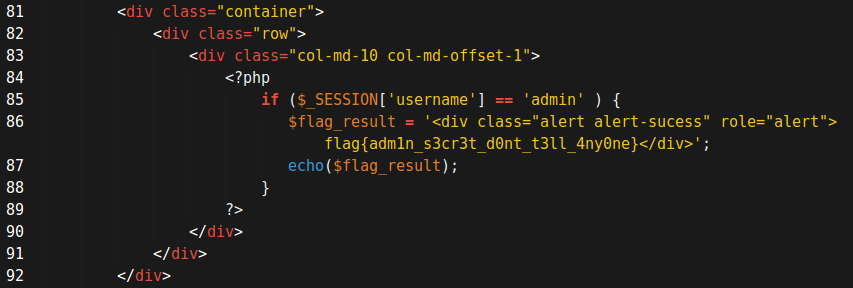 81 <div class="container">
82 <div class="row">
83 <div class="col-md-10 col-md-offset-1">
84 <?php
85 if ($_SESSION['username'] == 'admin' ) {
86 $flag_result = '<div class="alert alert-sucess" role="alert">
flag{adm1n_s3cr3t_d0nt_t3ll_4ny0ne}</div>';
87 echo($flag_result);
88 }
89 ?>
90 </div>
91 </div>
92 </div>